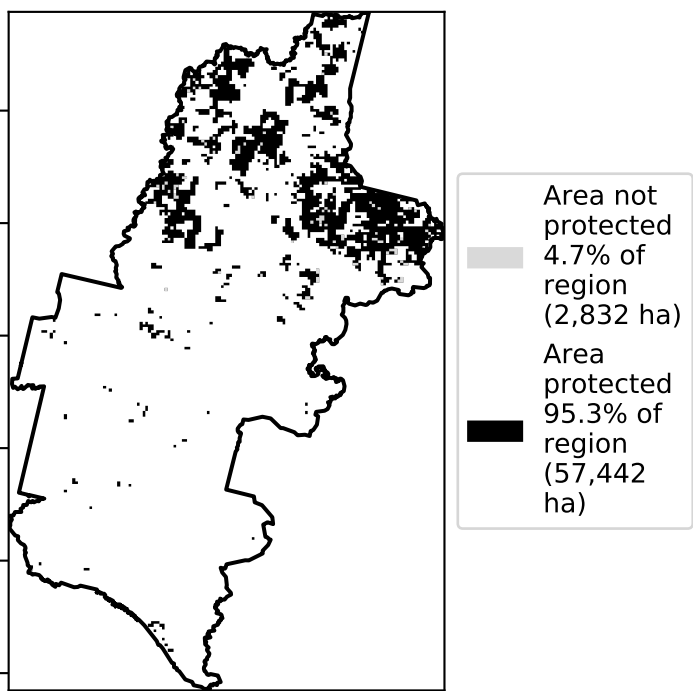 Area not
protected
4.7% of
region
(2,832 ha)
Area
protected
95.3% of
region
(57,442
ha)